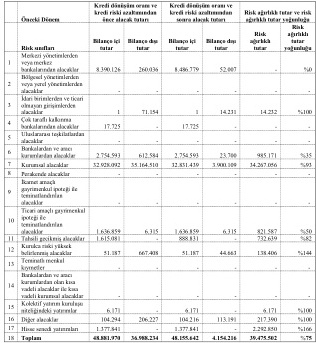 Önceki Dönem
Kredi dönüşüm oranı ve kredi riski azaltımından önce alacak tutarı
Kredi dönüşüm oranı ve kredi riski azaltımından sonra alacak tutarı
Risk ağırlıklı tutar ve risk ağırlıklı tutar yoğunluğu
Risk sınıfları Bilanço içi tutar Bilanço dışı tutar Bilanço içi tutar Bilanço dışı tutar Risk ağırlıklı tutar Risk ağırlıklı tutar yoğunluğu
1 Merkezi yönetimlerden veya merkez bankalarından alacaklar 8.390.126 260.036 8.486.779 52.007 - %0
2 Bölgesel yönetimlerden veya yerel yönetimlerden alacaklar - - - - - -
3 İdari birimlerden ve ticari olmayan girişimlerden alacaklar 1 71.154 1 14.231 14.232 %100
4 Çok taraflı kalkınma bankalarından alacaklar 17.725 - 17.725 - - -
5 Uluslararası teşkilatlardan alacaklar - - - - - -
6 Bankalardan ve aracı kurumlardan alacaklar 2.754.593 612.584 2.754.593 23.700 985.171 %35
7 Kurumsal alacaklar 32.928.092 35.164.510 32.831.439 3.900.109 34.267.056 %93
8 Perakende alacaklar - - - - - -
9 İkamet amaçlı gayrimenkul ipoteği ile teminatlandırılan alacaklar - - - - - -
10 Ticari amaçlı gayrimenkul ipoteği ile teminatlandırılan alacaklar 1.636.859 6.315 1.636.859 6.315 821.587 %50
11 Tahsili gecikmiş alacaklar 1.615.081 - 888.831 - 732.639 %82
12 Kurulca riski yüksek belirlenmiş alacaklar 51.187 667.408 51.187 44.663 138.406 %144
13 Teminatlı menkul kıymetler - - - - - -
14 Bankalardan ve aracı kurumlardan olan kısa vadeli alacaklar ile kısa vadeli kurumsal alacaklar - - - - - -
15 Kolektif yatırım kuruluşu niteliğindeki yatırımlar 6.171 - 6.171 - 6.171 %100
16 Diğer alacaklar 104.294 206.227 104.216 113.191 217.390 %100
17 Hisse senedi yatırımları 1.377.841 - 1.377.841 - 2.292.850 %166
18 Toplam 48.881.970 36.988.234 48.155.642 4.154.216 39.475.502 %75